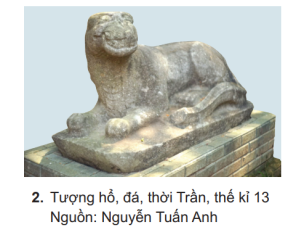 2. Tượng hổ, đá, thời Trần, thế kỉ 13
Nguồn: Nguyễn Tuấn Anh